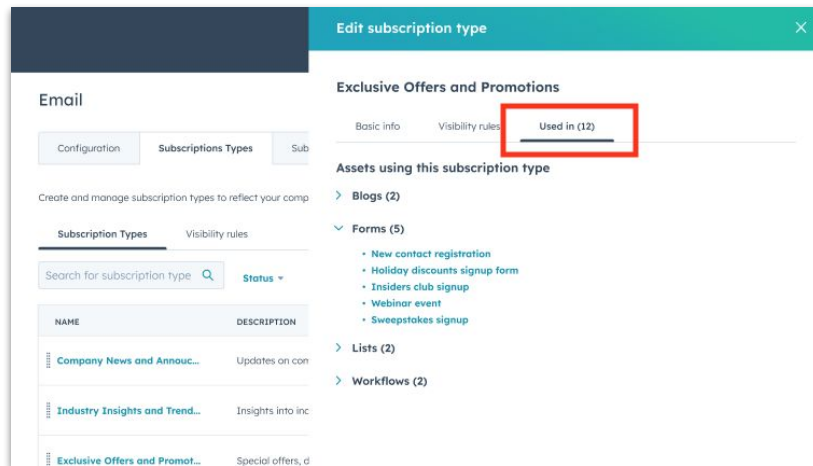 Email
Configuration
Subscriptions Types
Sub
Create and manage subscription types to reflect your comp
Subscription Types
Visibility rules
Search for subscription type
Status
NAME
DESCRIPTION
Company News and Annouc...
Updates on com
Industry Insights and Trend...
Insights into inc
Exclusive Offers and Promot...
Special offers, d
Edit subscription type
Exclusive Offers and Promotions
Basic info
Visibility rules
Used in (12)
Assets using this subscription type
Blogs (2)
Forms (5)
• New contact registration
• Holiday discounts signup form
• Insiders club signup
• Webinar event
• Sweepstakes signup
Lists (2)
Workflows (2)